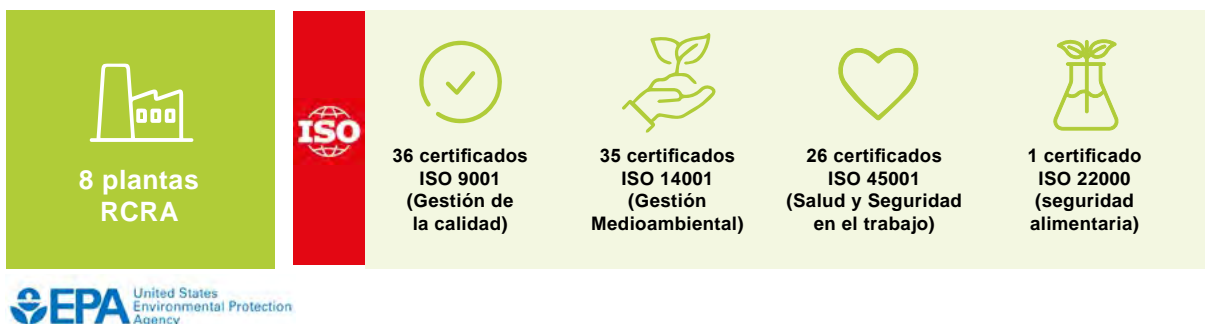 8 plantas
RCRA
ISO
36 certificados
ISO 9001
(Gestión de
la calidad)
35 certificados
ISO 14001
(Gestión
Medioambiental)
26 certificados
ISO 45001
(Salud y Seguridad
en el trabajo)
1 certificado
ISO 22000
(seguridad
alimentaria)
EPA
United States
Environmental Protection
Agency